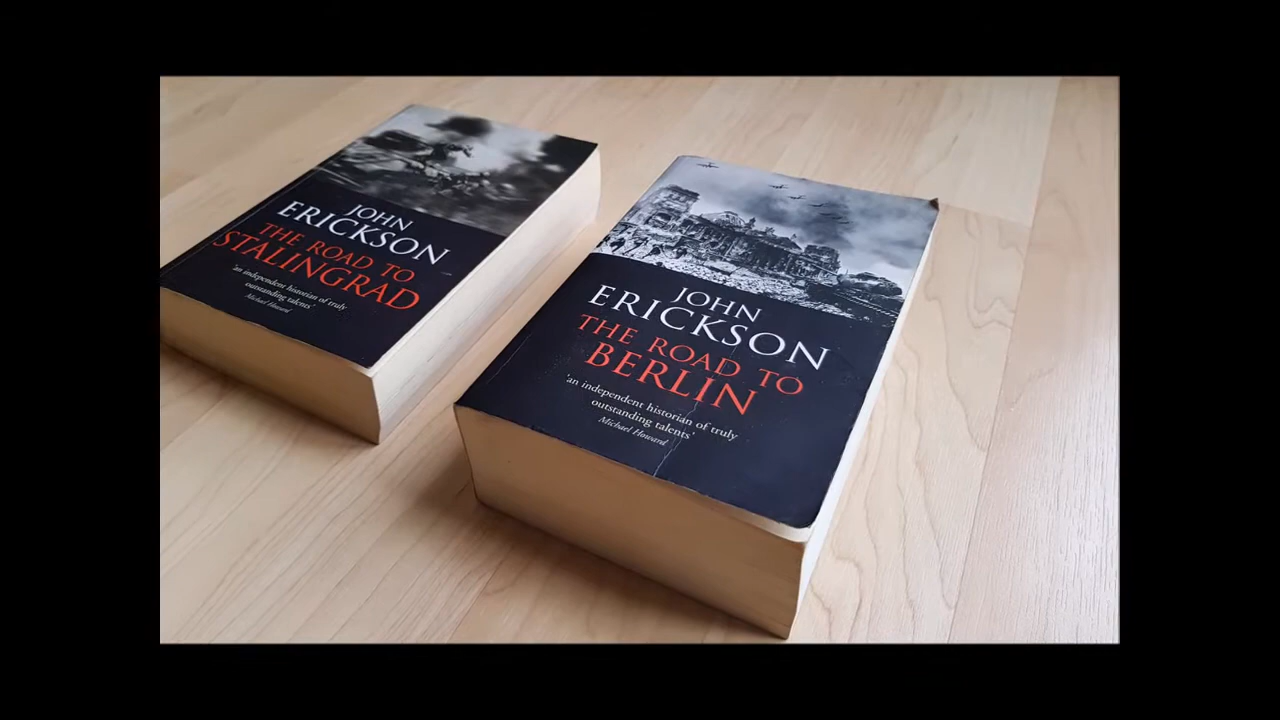 JOHN
ERICKSON
THE ROAD TO
STALINGRAD
'an independent historian of truly
outstanding talents'
Michael Howard
JOHN
ERICKSON
THE ROAD TO
BERLIN
'an independent historian of truly
outstanding talents'
Michael Howard